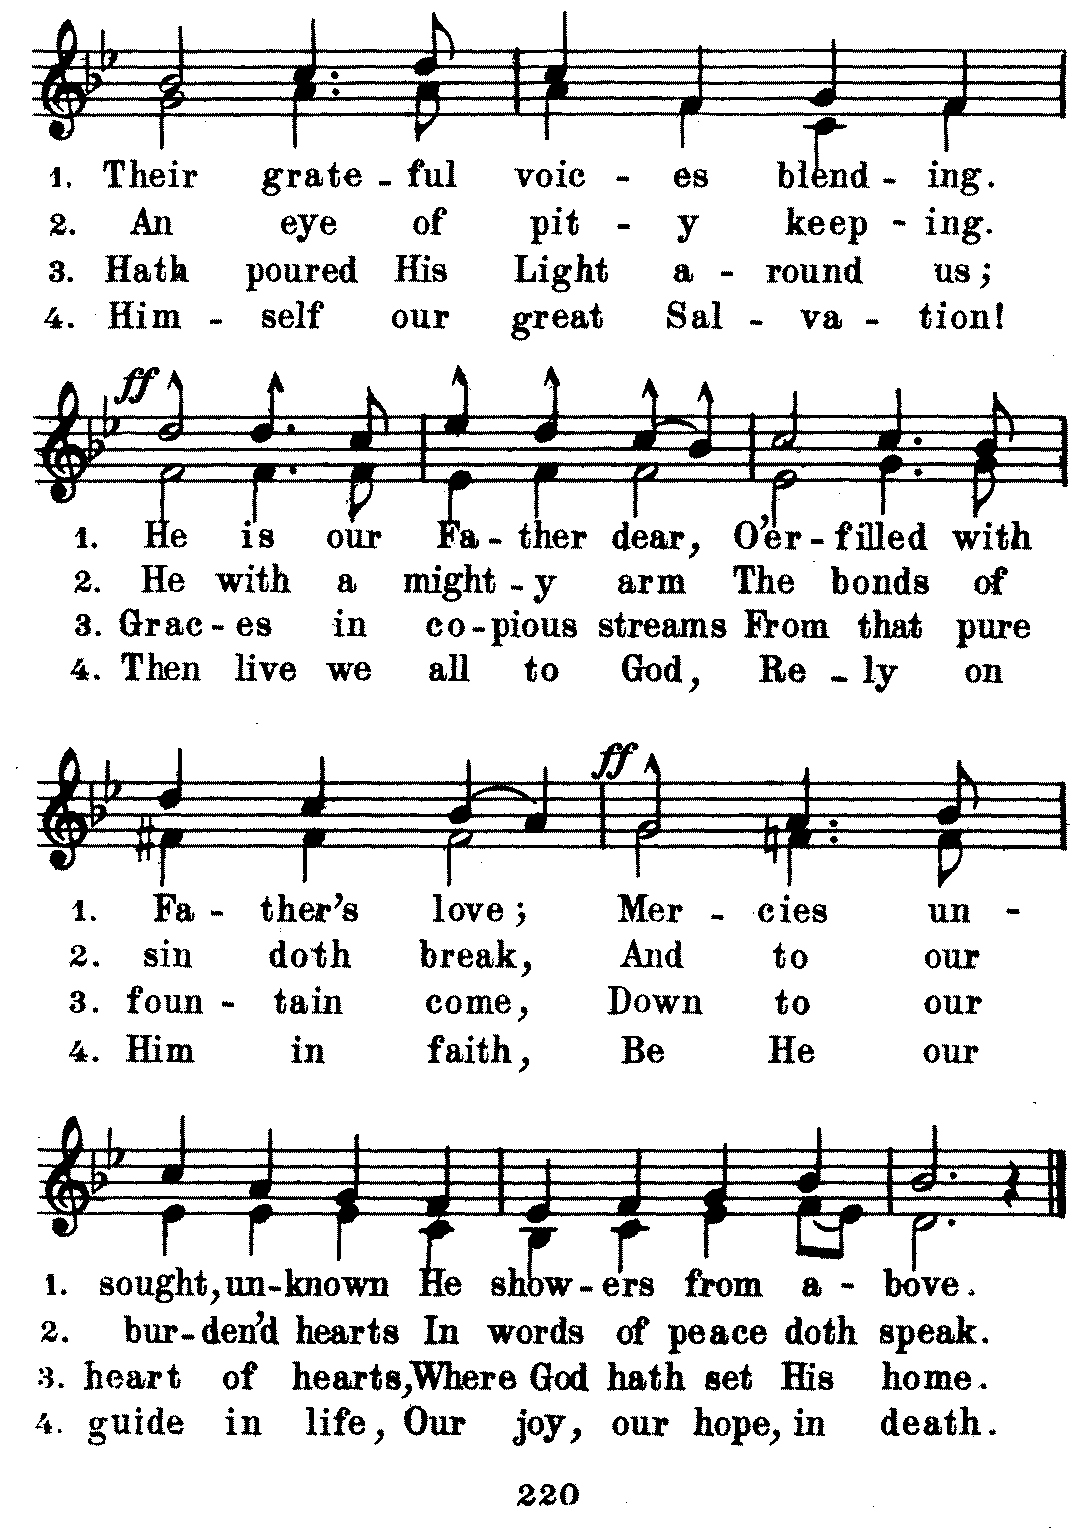 1. Their grate - ful voic - es blend - ing.
2. An eye of pit - y keep - ing.
3. Hath poured His Light a - round us;
4. Him - self our great Sal - va - tion!
ff
1. He is our Fa - ther dear, O'er - filled with
2. He with a might - y arm The bonds of
3. Grac - es in co - pious streams From that pure
4. Then live we all to God, Re - ly on
ff
1. Fa - ther's love; Mer - cies un -
2. sin doth break, And to our
3. foun - tain come, Down to our
4. Him in faith, Be He our
1. sought, un - known He show - ers from a - bove.
2. bur - den'd hearts In words of peace doth speak.
3. heart of hearts, Where God hath set His home.
4. guide in life, Our joy, our hope, in death.
220